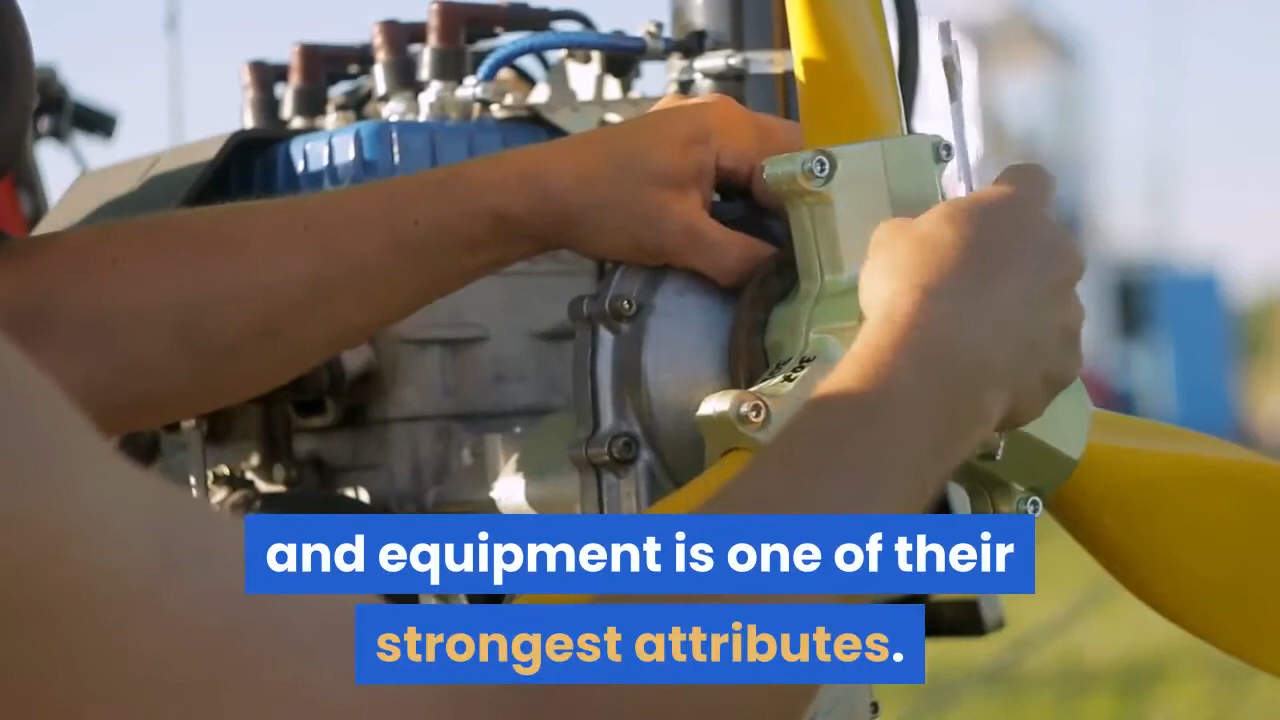 and equipment is one of their
strongest attributes.